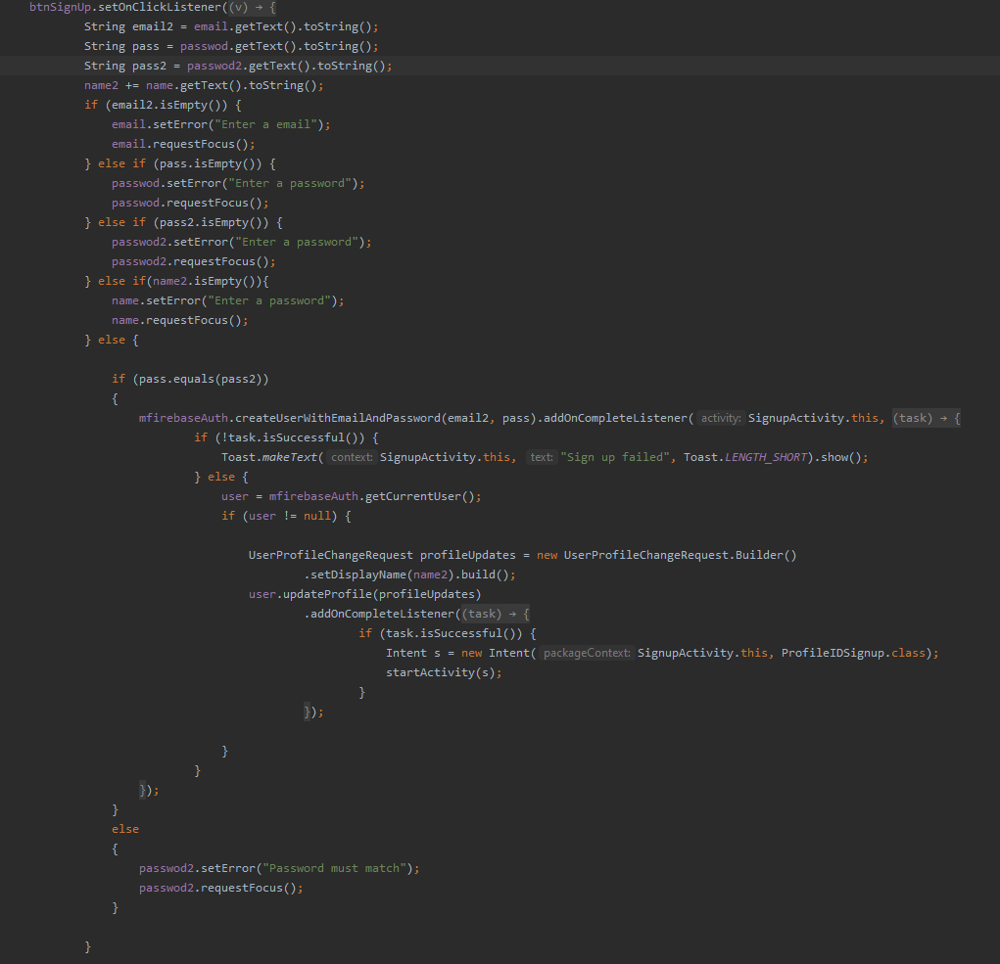 btnSignUp.setOnClickListener((v) → {
String email2 = email.getText().toString();
String pass = passwod.getText().toString();
String pass2 = passwod2.getText().toString();
name2 += name.getText().toString();
if (email2.isEmpty()) {
email.setError("Enter a email");
email.requestFocus();
} else if (pass.isEmpty()) {
passwod.setError("Enter a password");
passwod.requestFocus();
} else if (pass2.isEmpty()) {
passwod2.setError("Enter a password");
passwod2.requestFocus();
} else if(name2.isEmpty()){
name.setError("Enter a password");
name.requestFocus();
} else {
if (pass.equals(pass2))
{
mfirebaseAuth.createUserWithEmailAndPassword(email2, pass).addOnCompleteListener( activity: SignupActivity.this, (task) → {
if (!task.isSuccessful()) {
Toast.makeText( context: SignupActivity.this, text: "Sign up failed", Toast.LENGTH_SHORT).show();
} else {
user = mfirebaseAuth.getCurrentUser();
if (user != null) {
UserProfileChangeRequest profileUpdates = new UserProfileChangeRequest.Builder()
.setDisplayName(name2).build();
user.updateProfile(profileUpdates)
.addOnCompleteListener((task) → {
if (task.isSuccessful()) {
Intent s = new Intent( packageContext: SignupActivity.this, ProfileIDSignup.class);
startActivity(s);
}
});
}
}
});
}
else
{
passwod2.setError("Password must match");
passwod2.requestFocus();
}
}